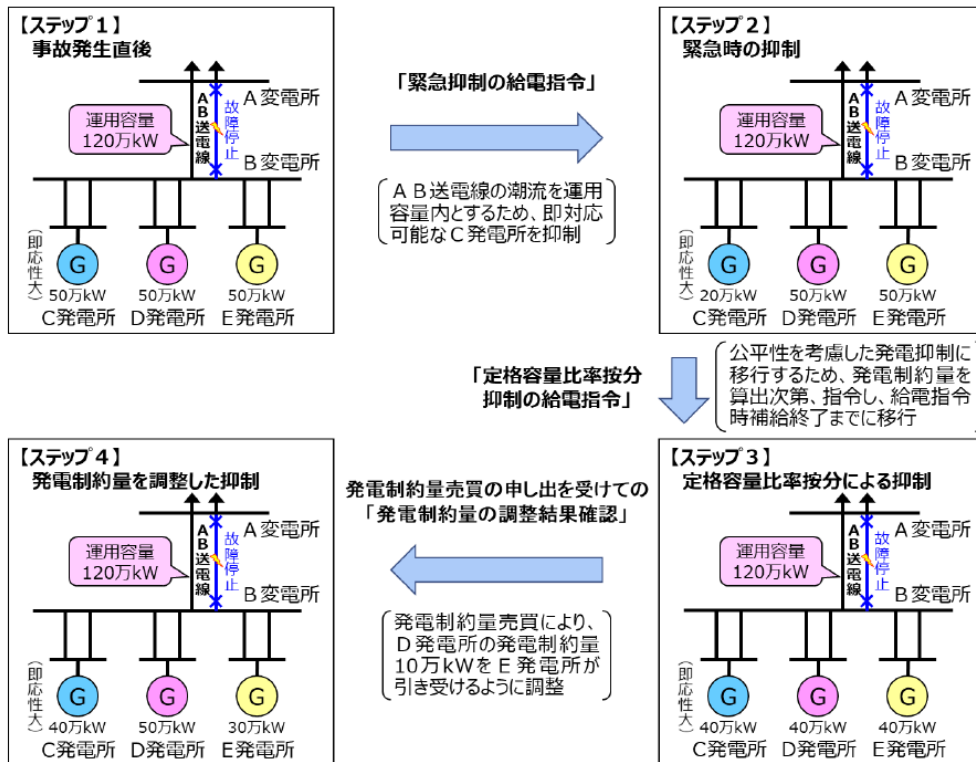 【ステップ１】
事故発生直後
運用容量
120万kW
ＡＢ送電線
故障停止
Ａ変電所
Ｂ変電所
（即応性大）
G
G
G
50万kW
50万kW
50万kW
Ｃ発電所
Ｄ発電所
Ｅ発電所
「緊急抑制の給電指令」
ＡＢ送電線の潮流を運用
容量内とするため、即対応
可能なＣ発電所を抑制
【ステップ２】
緊急時の抑制
運用容量
120万kW
ＡＢ送電線
故障停止
Ａ変電所
Ｂ変電所
（即応性大）
G
G
G
20万kW
50万kW
50万kW
Ｃ発電所
Ｄ発電所
Ｅ発電所
「定格容量比率按分
抑制の給電指令」
公平性を考慮した発電抑制に
移行するため、発電制約量を
算出次第、指令し、給電指令
時補給終了までに移行
【ステップ３】
定格容量比率按分による抑制
運用容量
120万kW
ＡＢ送電線
故障停止
Ａ変電所
Ｂ変電所
（即応性大）
G
G
G
40万kW
40万kW
40万kW
Ｃ発電所
Ｄ発電所
Ｅ発電所
発電制約量売買の申し出を受けての
「発電制約量の調整結果確認」
発電制約量売買により、
Ｄ発電所の発電制約量
10万kWをＥ発電所が
引き受けるように調整
【ステップ４】
発電制約量を調整した抑制
運用容量
120万kW
ＡＢ送電線
故障停止
Ａ変電所
Ｂ変電所
（即応性大）
G
G
G
40万kW
50万kW
30万kW
Ｃ発電所
Ｄ発電所
Ｅ発電所